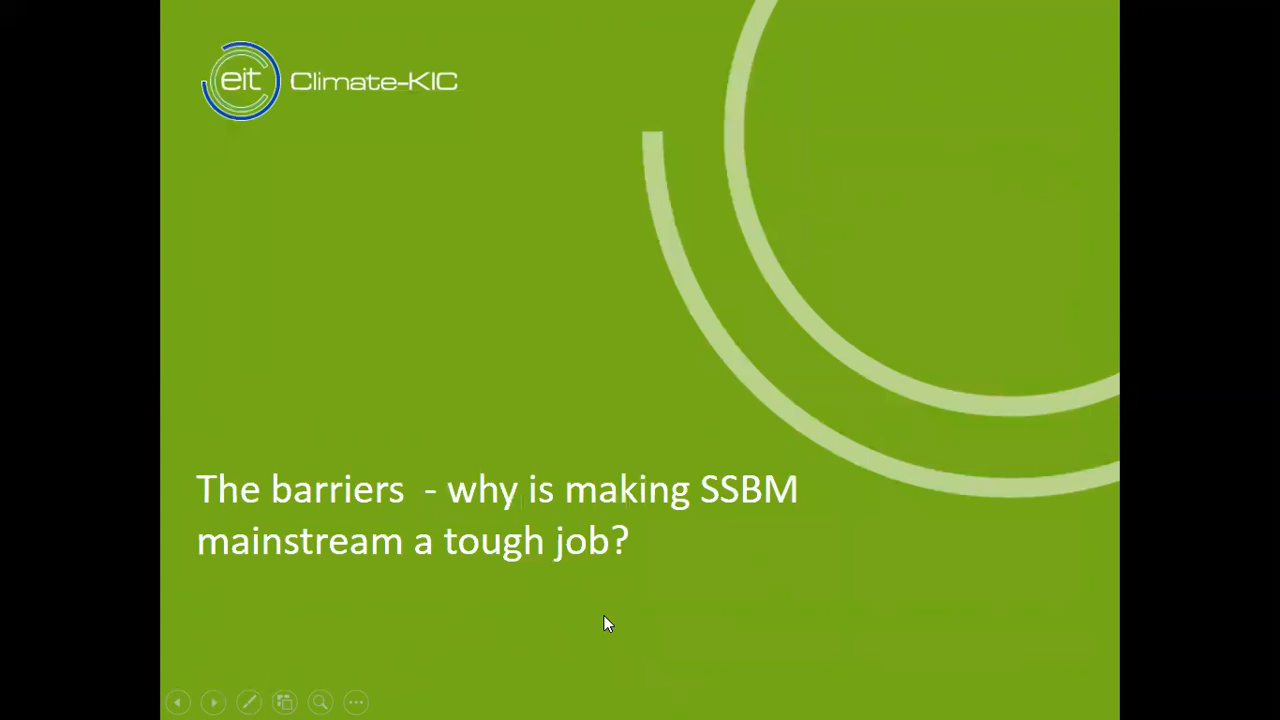 eit Climate-KIC
The barriers  - why is making SSBM
mainstream a tough job?